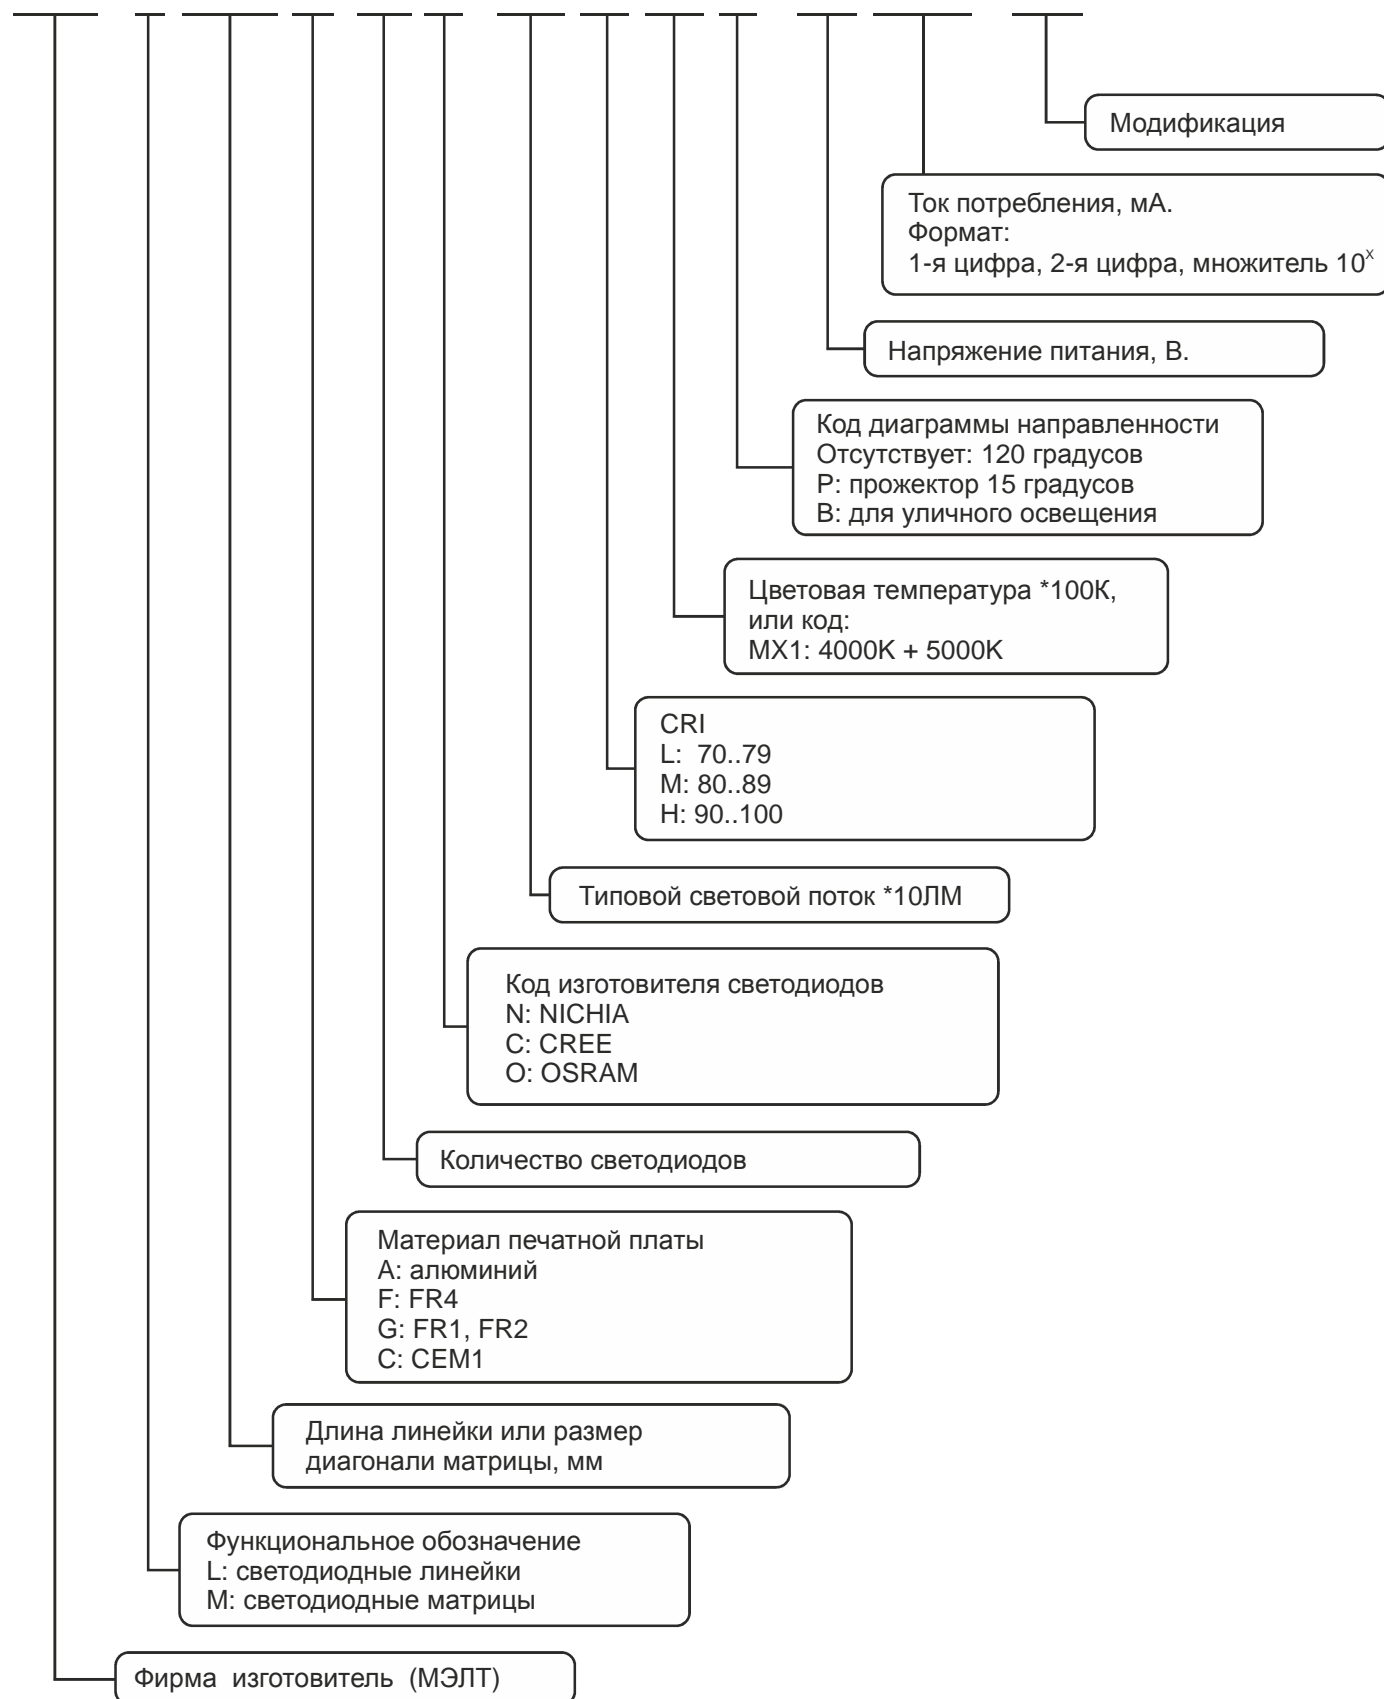 Модификация
Ток потребления, мА.
Формат:
1-я цифра, 2-я цифра, множитель 10ˣ
Напряжение питания, В.
Код диаграммы направленности
Отсутствует: 120 градусов
P: прожектор 15 градусов
B: для уличного освещения
Цветовая температура *100К,
или код:
MX1: 4000K + 5000K
CRI
L: 70..79
M: 80..89
H: 90..100
Типовой световой поток *10ЛМ
Код изготовителя светодиодов
N: NICHIA
C: CREE
O: OSRAM
Количество светодиодов
Материал печатной платы
A: алюминий
F: FR4
G: FR1, FR2
C: CEM1
Длина линейки или размер
диагонали матрицы, мм
Функциональное обозначение
L: светодиодные линейки
M: светодиодные матрицы
Фирма изготовитель (МЭЛТ)